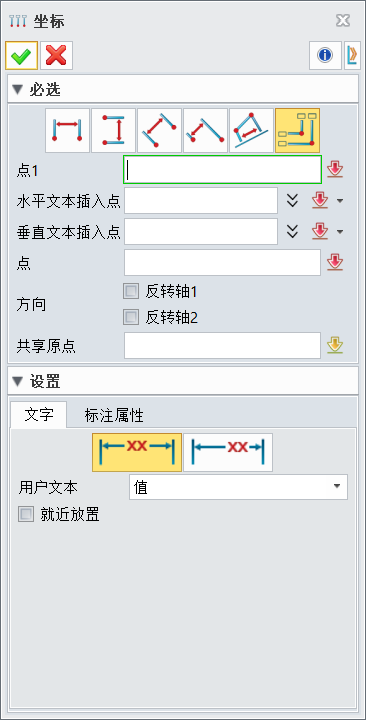 坐标
必选
点1
水平文本插入点
垂直文本插入点
点
方向
反转轴1
反转轴2
共享原点
设置
文字 标注属性
XX XX
用户文本 值
就近放置